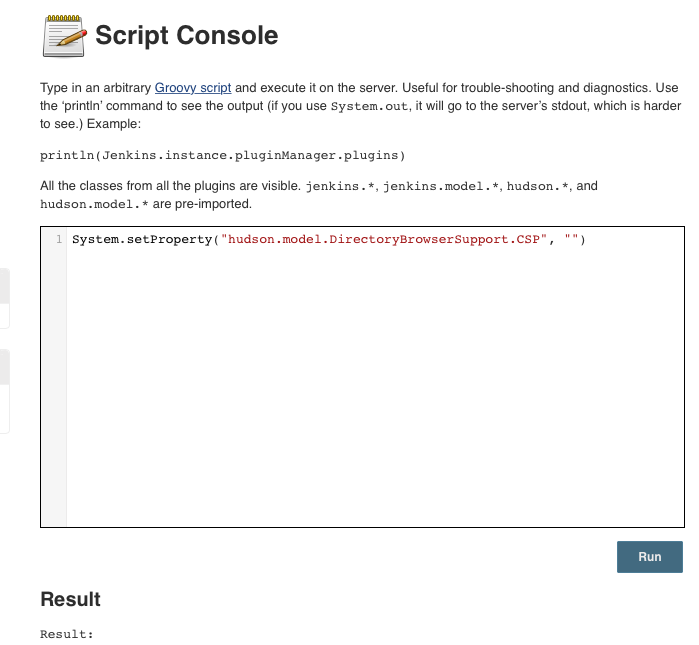 Script Console
Type in an arbitrary Groovy script and execute it on the server. Useful for trouble-shooting and diagnostics. Use
the ‘println’ command to see the output (if you use System.out, it will go to the server’s stdout, which is harder
to see.) Example:
println(Jenkins.instance.pluginManager.plugins)
All the classes from all the plugins are visible. jenkins.*, jenkins.model.*, hudson.*, and
hudson.model.* are pre-imported.
1 System.setProperty("hudson.model.DirectoryBrowserSupport.CSP", "")
Run
Result
Result: